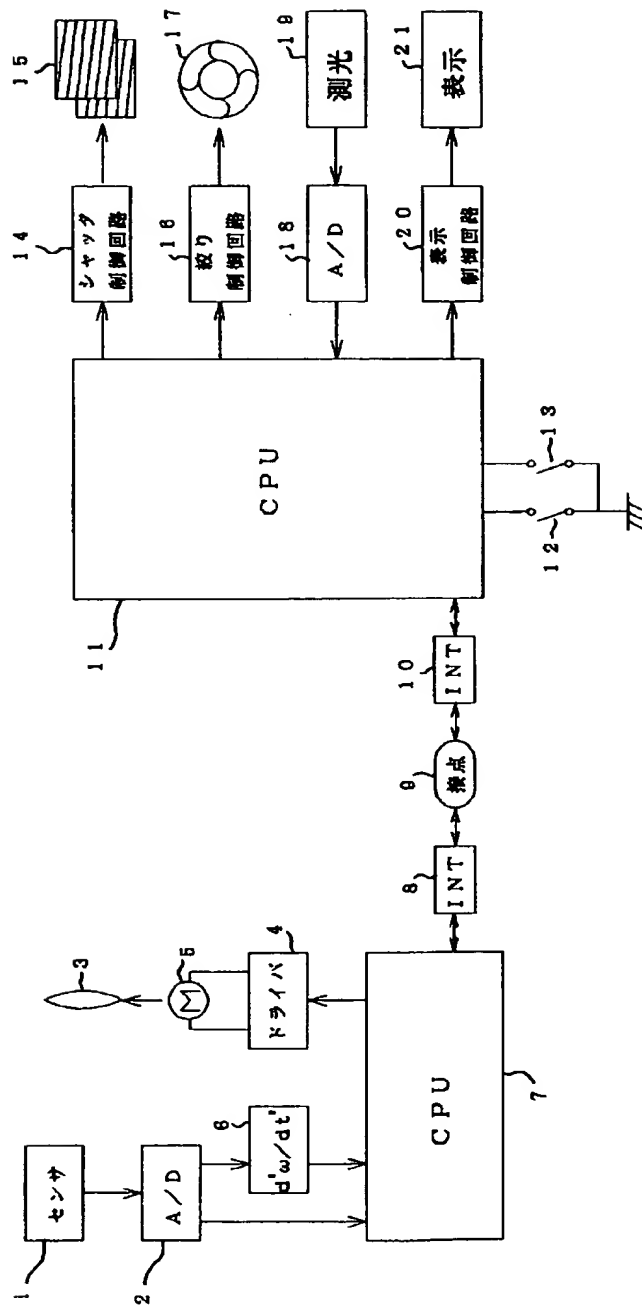 1
センサ
2
A/D
6
d'ω/dt'
3
5
M
4
ドライバ
7
CPU
8
INT
9
接点
10
INT
11
CPU
12
13
14
シャッタ
制御回路
15
16
絞り
制御回路
17
18
A/D
19
測光
20
表示
制御回路
21
表示